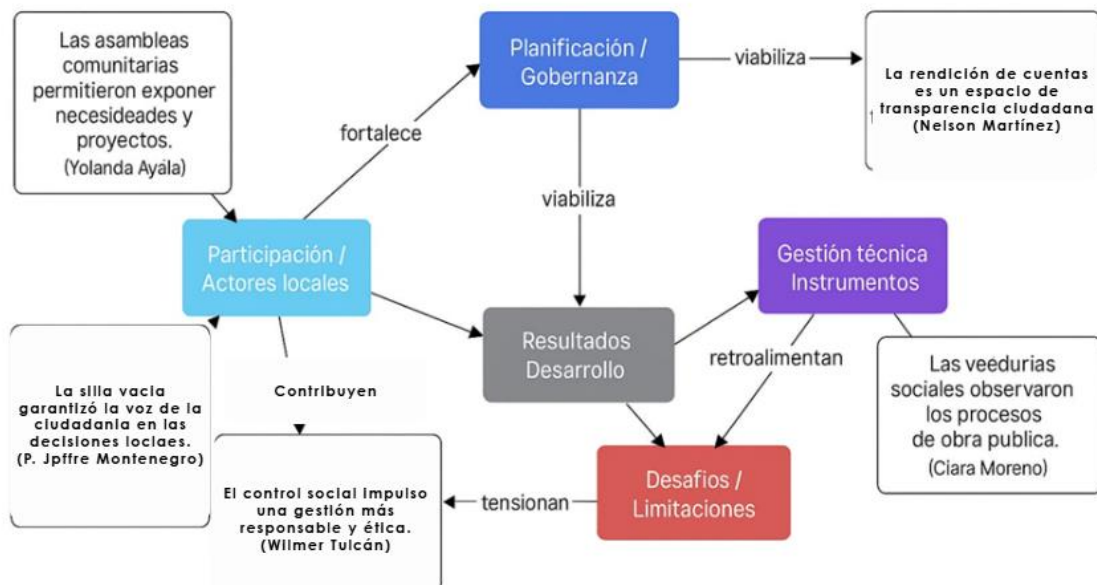 Las asambleas
comunitarias
permitieron exponer
necesideades y
proyectos.
(Yolanda Ayala)
Planificación /
Gobernanza
viabiliza
La rendición de cuentas
es un espacio de
transparencia ciudadana
(Nelson Martínez)
fortalece
viabiliza
Participación /
Actores locales
Gestión técnica
Instrumentos
Resultados
Desarrollo
retroalimentan
La silla vacia
garantizó la voz de la
ciudadania en las
decisiones lociaes.
(P. Jpffre Montenegro)
Contribuyen
Las veedurias
sociales observaron
los procesos
de obra publica.
(Ciara Moreno)
El control social impulso
una gestión más
responsable y ética.
(Wilmer Tulcán)
tensionan
Desafios /
Limitaciones